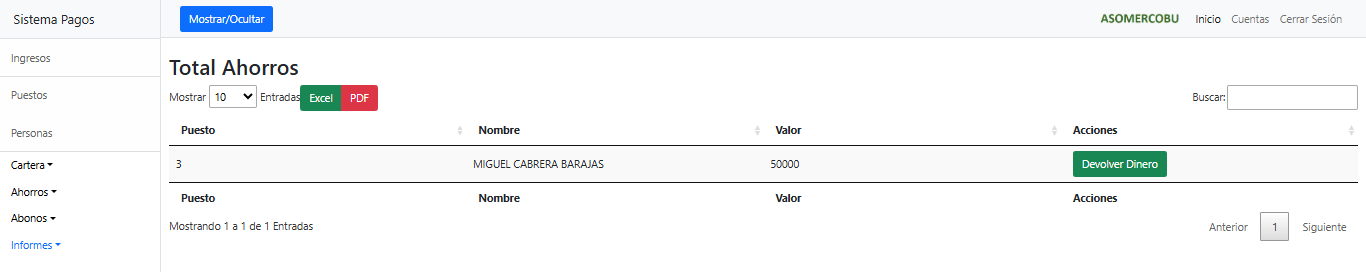 Sistema Pagos
Mostrar/Ocultar
ASOMERCOBU Inicio Cuentas Cerrar Sesión
Ingresos
Puestos
Personas
Cartera
Ahorros
Abonos
Informes
Total Ahorros
Mostrar 10 Entradas Excel PDF
Buscar:
Puesto Nombre Valor Acciones
3 MIGUEL CABRERA BARAJAS 50000 Devolver Dinero
Puesto Nombre Valor Acciones
Mostrando 1 a 1 de 1 Entradas
Anterior 1 Siguiente